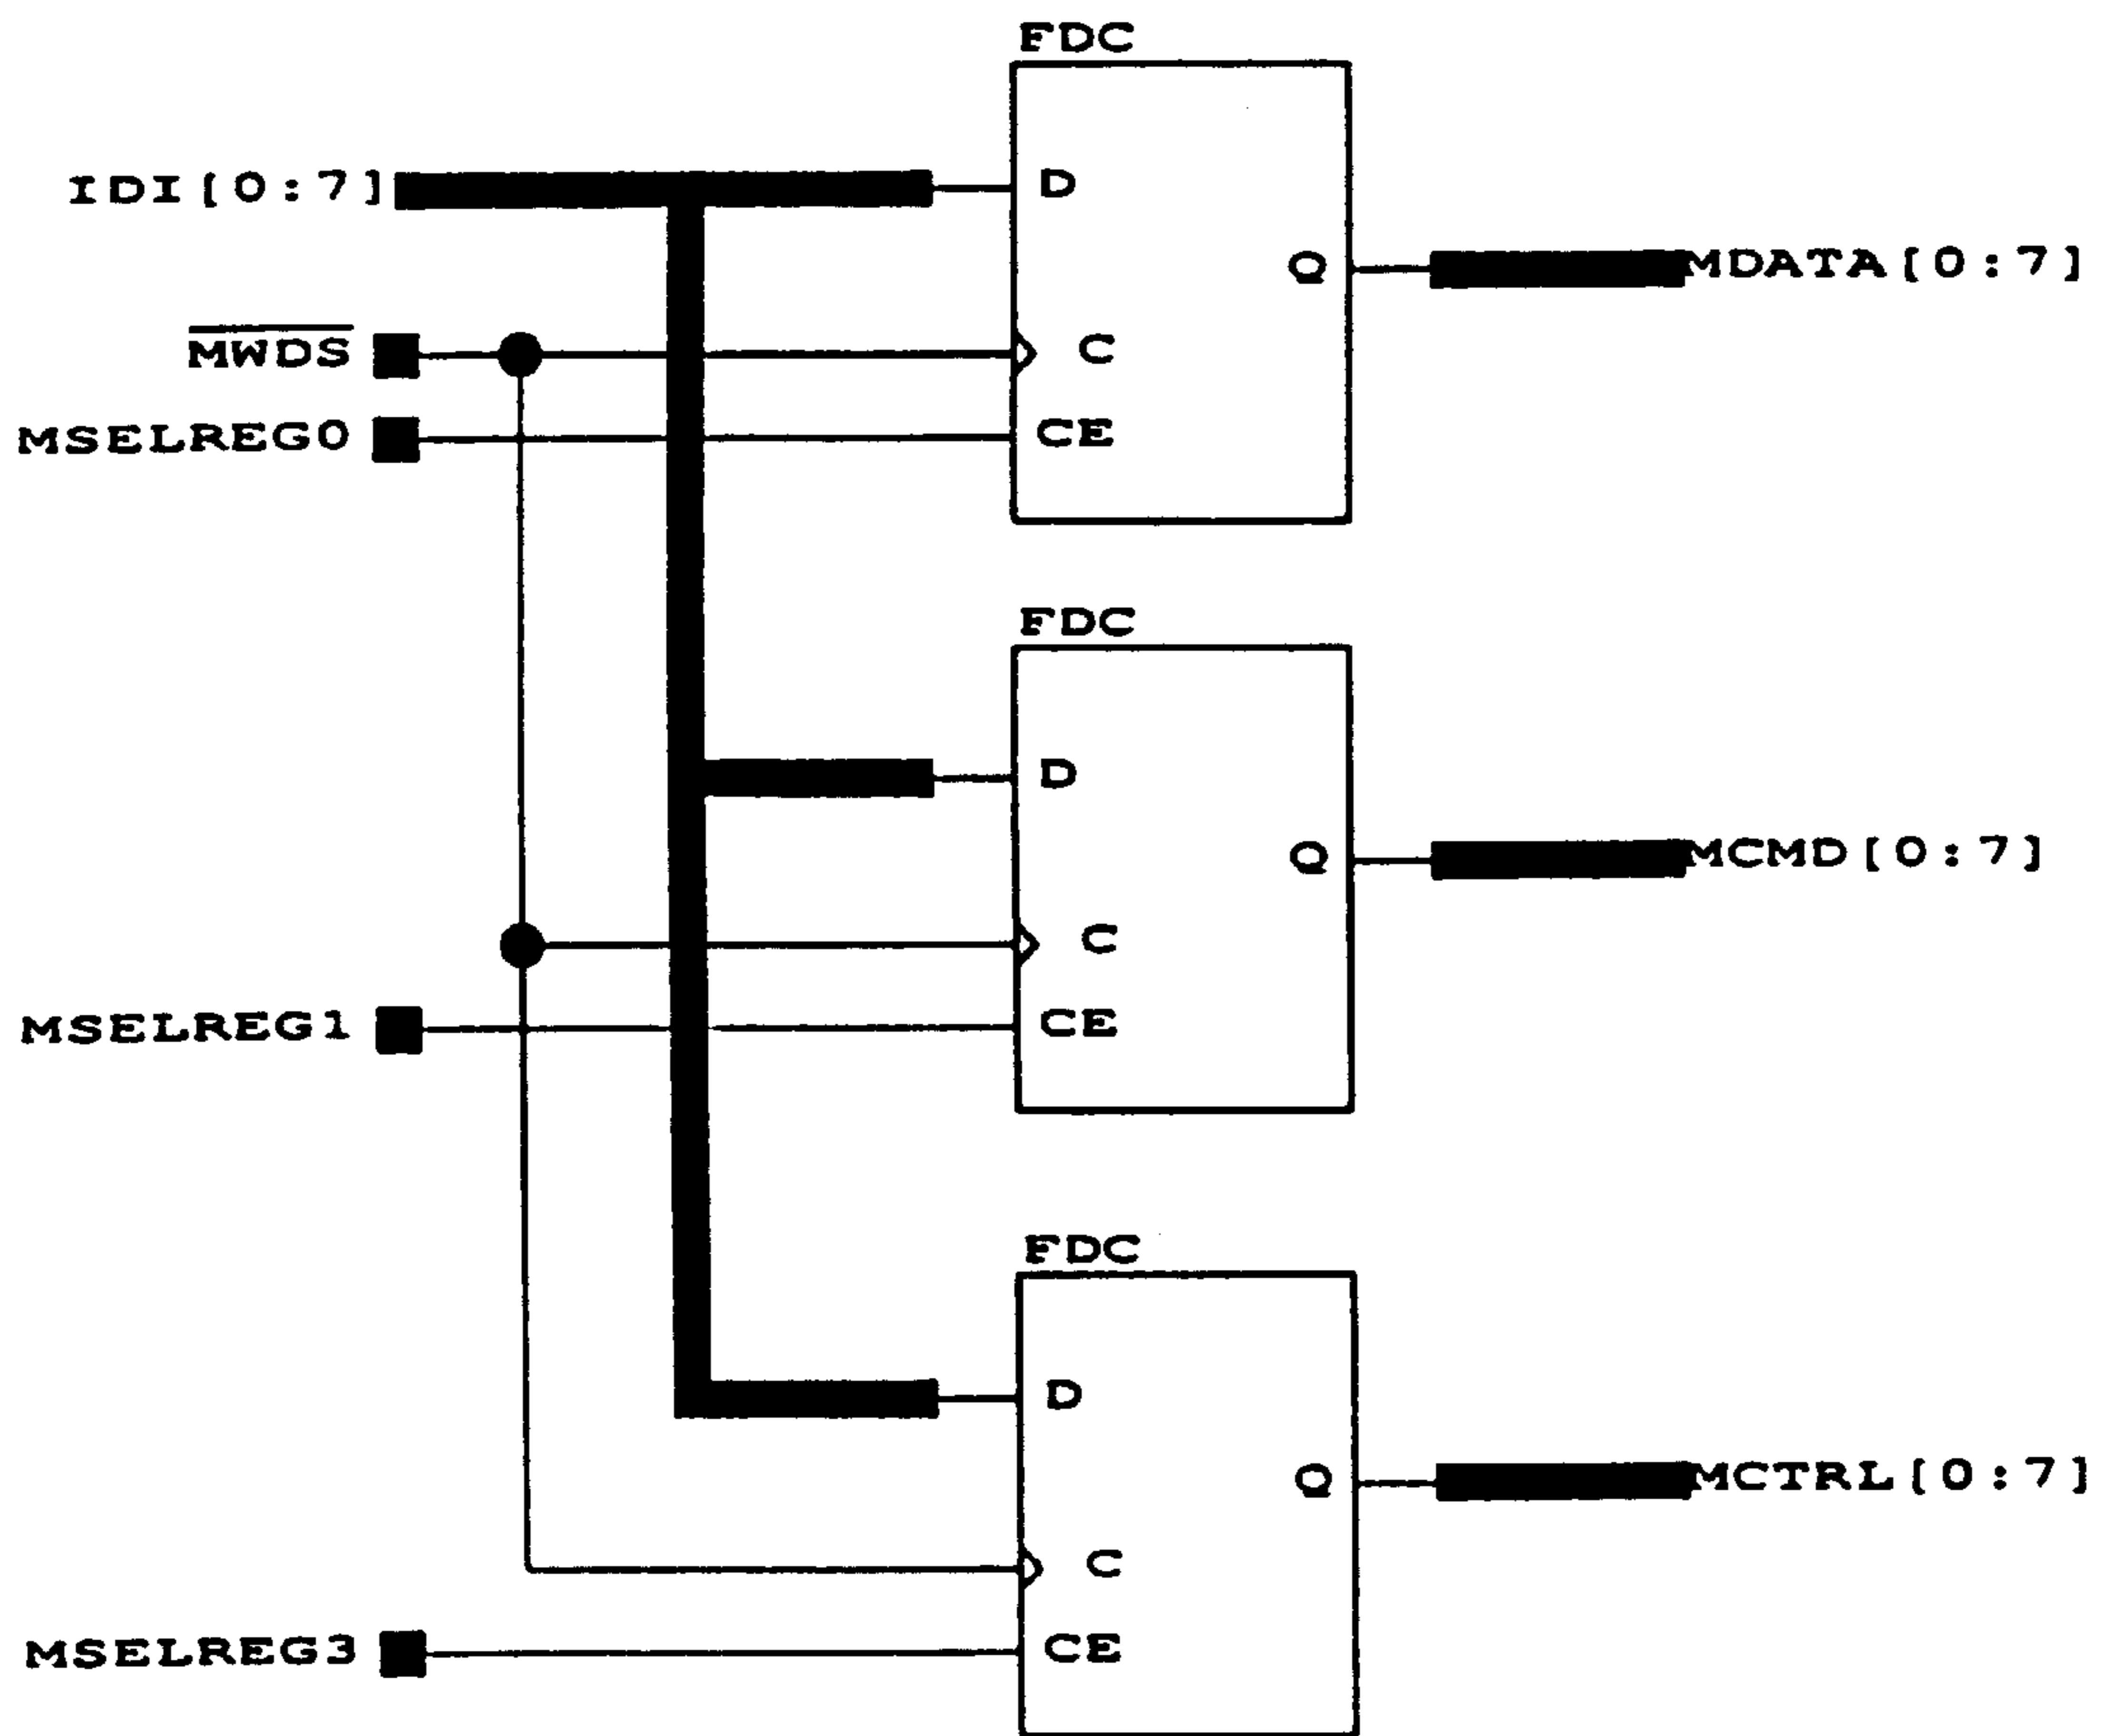 FDC
IDI[0:7]
D
Q
MDATA[0:7]
MWDS
C
MSELREG0
CE
FDC
D
Q
MCMD[0:7]
C
MSELREG1
CE
FDC
D
Q
MCTRL[0:7]
C
MSELREG3
CE